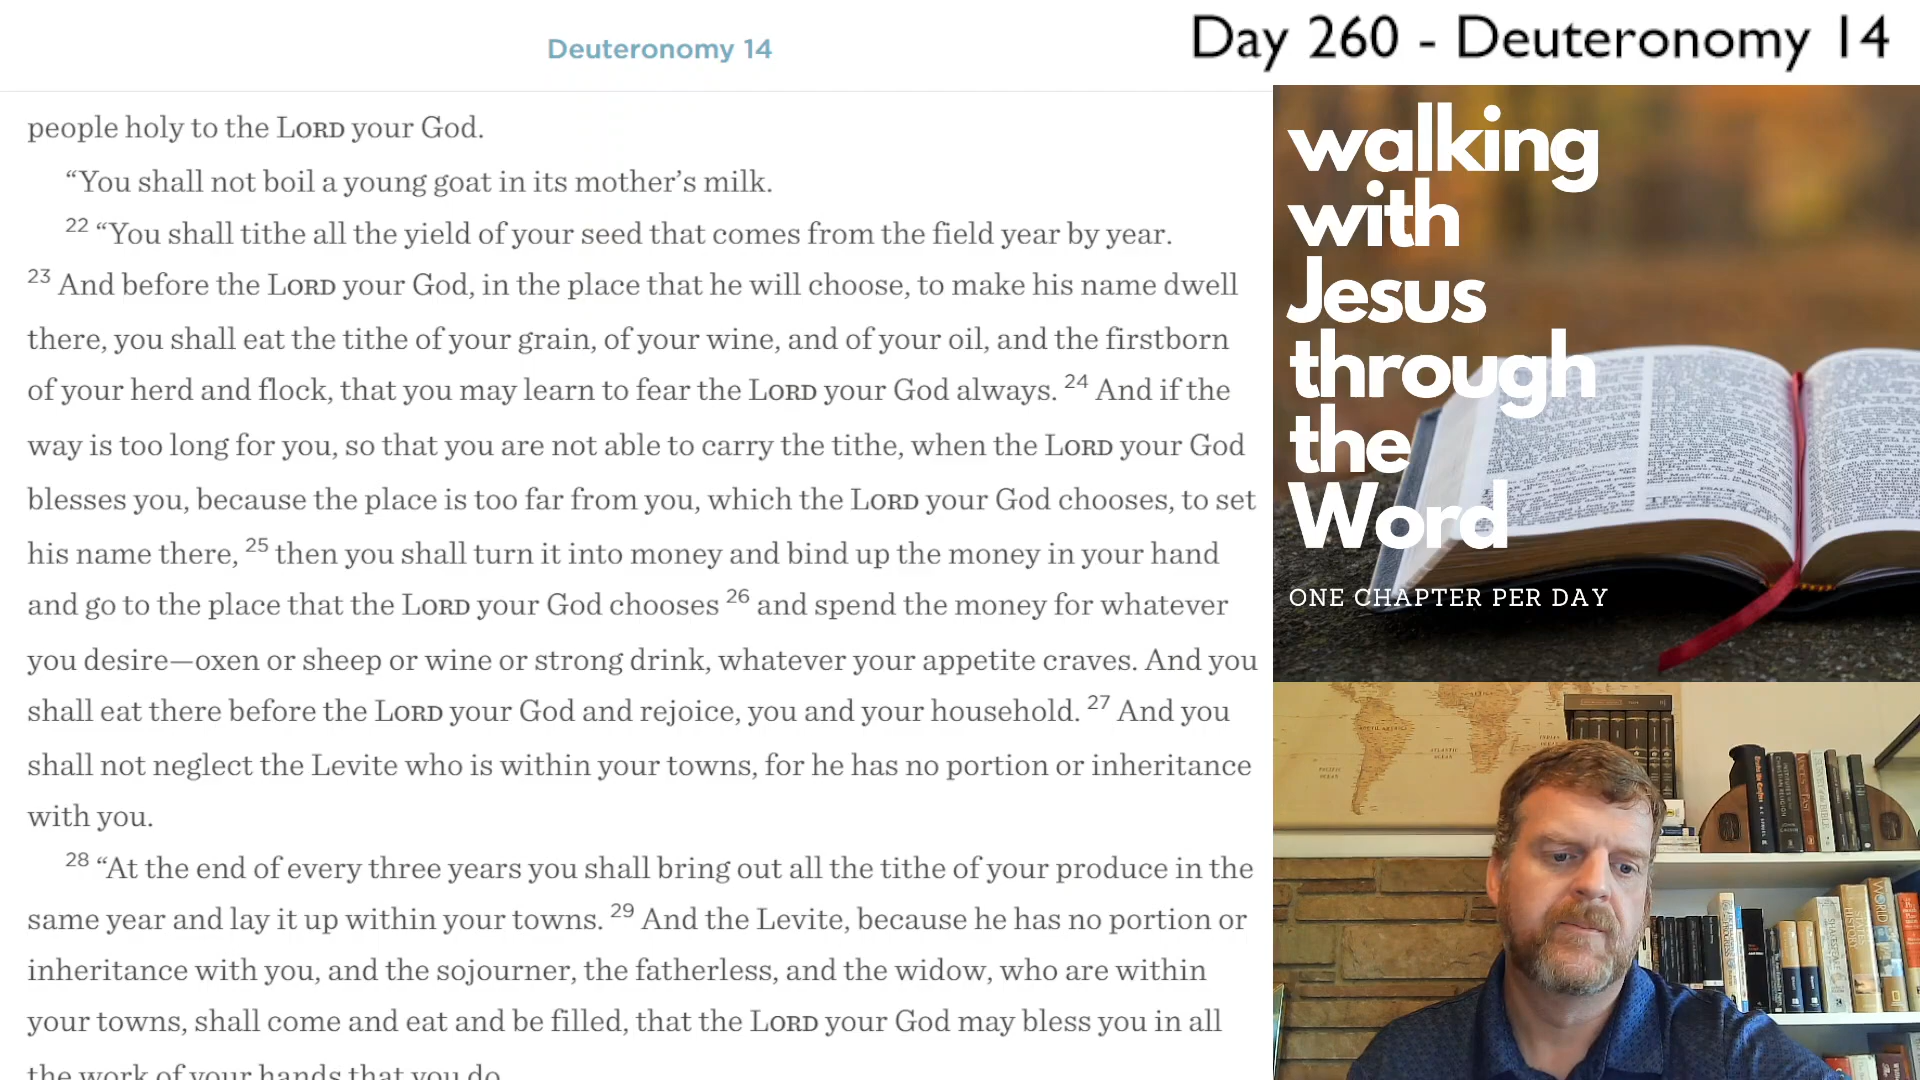 Deuteronomy 14
Day 260 - Deuteronomy 14
people holy to the LORD your God.
“You shall not boil a young goat in its mother’s milk.
22 “You shall tithe all the yield of your seed that comes from the field year by year.
23 And before the LORD your God, in the place that he will choose, to make his name dwell
there, you shall eat the tithe of your grain, of your wine, and of your oil, and the firstborn
of your herd and flock, that you may learn to fear the LORD your God always. 24 And if the
way is too long for you, so that you are not able to carry the tithe, when the LORD your God
blesses you, because the place is too far from you, which the LORD your God chooses, to set
his name there, 25 then you shall turn it into money and bind up the money in your hand
and go to the place that the LORD your God chooses 26 and spend the money for whatever
you desire—oxen or sheep or wine or strong drink, whatever your appetite craves. And you
shall eat there before the LORD your God and rejoice, you and your household. 27 And you
shall not neglect the Levite who is within your towns, for he has no portion or inheritance
with you.
28 “At the end of every three years you shall bring out all the tithe of your produce in the
same year and lay it up within your towns. 29 And the Levite, because he has no portion or
inheritance with you, and the sojourner, the fatherless, and the widow, who are within
your towns, shall come and eat and be filled, that the LORD your God may bless you in all
the work of your hands that you do.
walking
with
Jesus
through
the
Word
ONE CHAPTER PER DAY